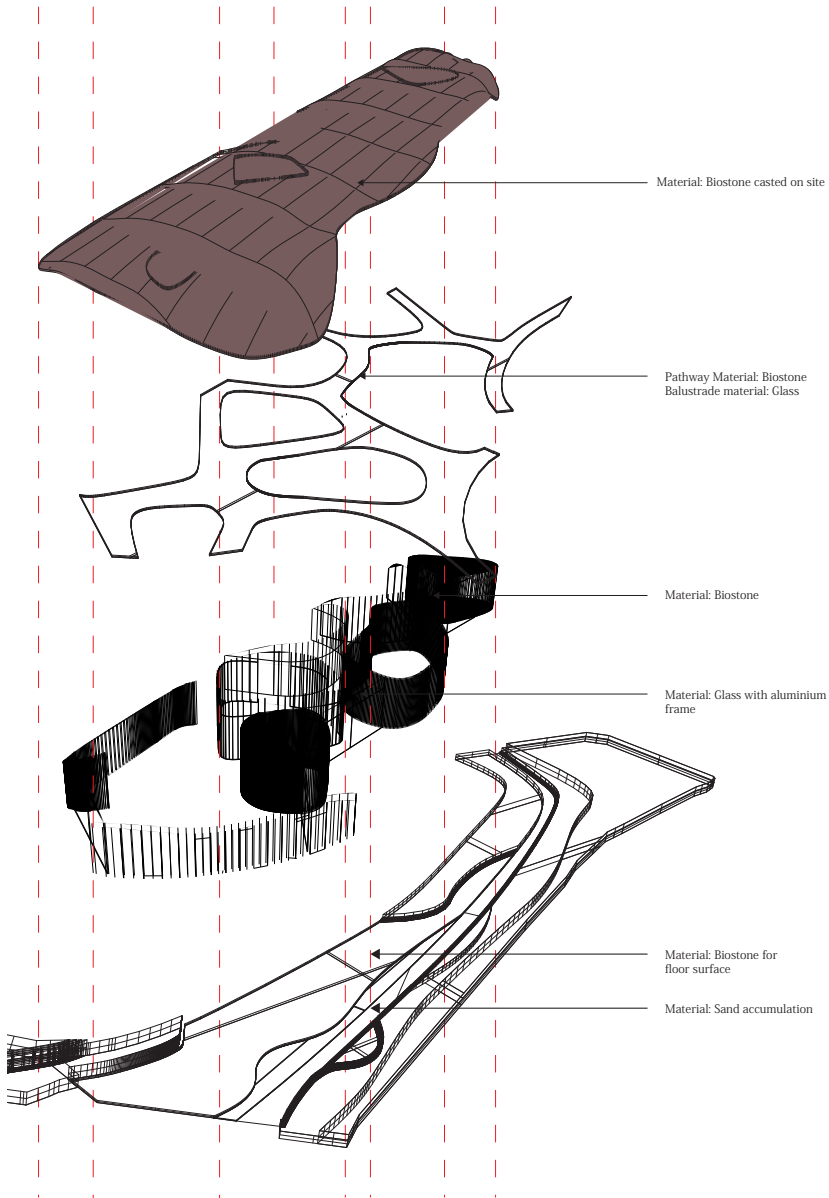 Material: Biostone casted on site
Pathway Material: Biostone
Balustrade material: Glass
Material: Biostone
Material: Glass with aluminium
frame
Material: Biostone for
floor surface
Material: Sand accumulation